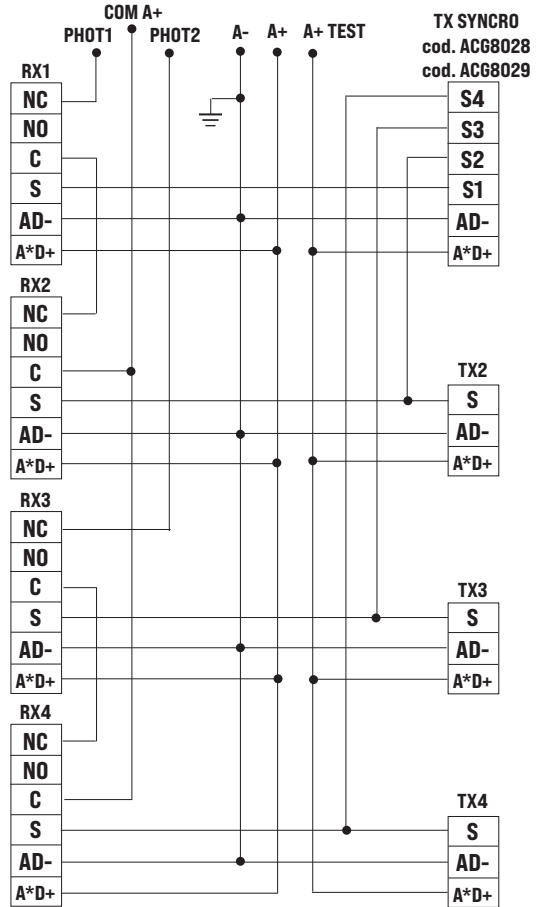 COM A+
PHOT1 PHOT2 A- A+ A+ TEST
TX SYNCRO
cod. ACG8028
cod. ACG8029
RX1
NC
NO
C
S
AD-
A*D+
S4
S3
S2
S1
AD-
A*D+
RX2
NC
NO
C
S
AD-
A*D+
TX2
S
AD-
A*D+
RX3
NC
NO
C
S
AD-
A*D+
TX3
S
AD-
A*D+
RX4
NC
NO
C
S
AD-
A*D+
TX4
S
AD-
A*D+